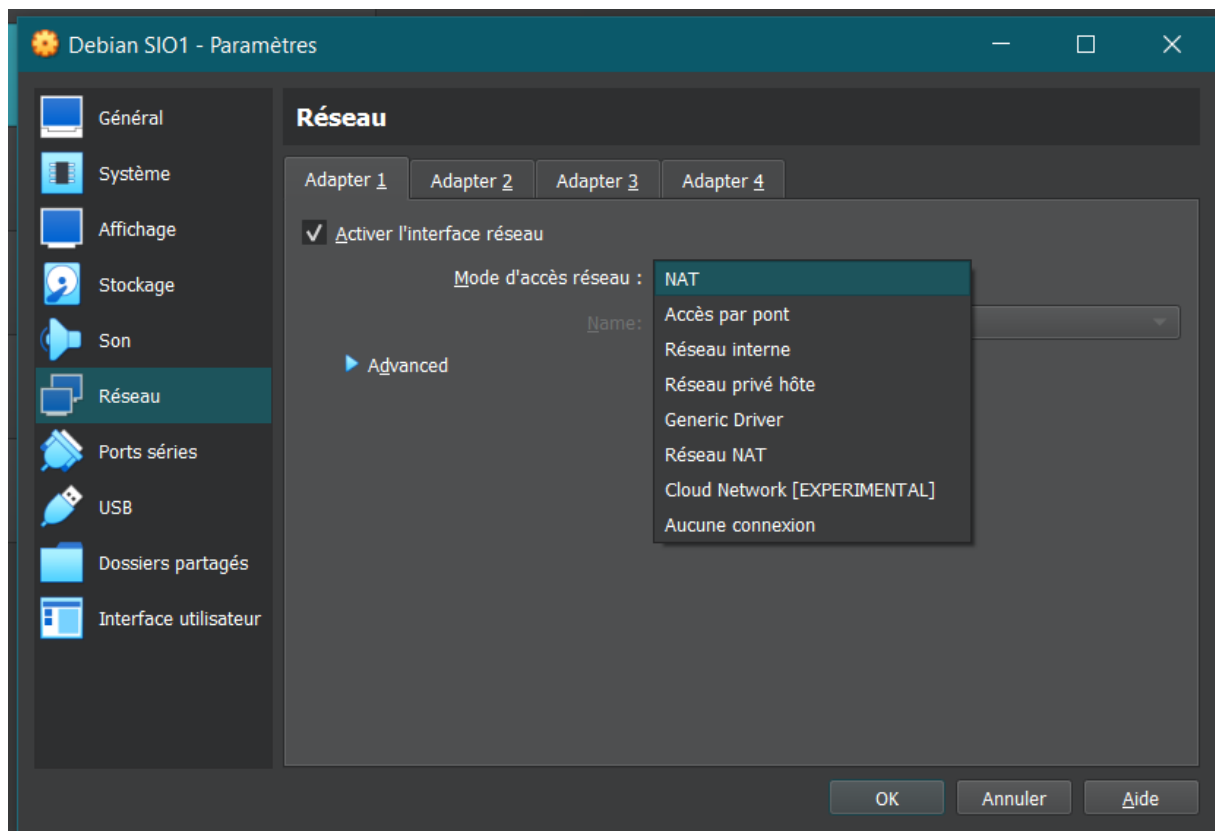 Debian SIO1 - Paramètres
Général
Système
Affichage
Stockage
Son
Réseau
Ports séries
USB
Dossiers partagés
Interface utilisateur
Réseau
Adapter 1 Adapter 2 Adapter 3 Adapter 4
Activer l'interface réseau
Mode d'accès réseau :
NAT
Accès par pont
Réseau interne
Réseau privé hôte
Generic Driver
Réseau NAT
Cloud Network [EXPERIMENTAL]
Aucune connexion
Name:
Advanced
OK Annuler Aide